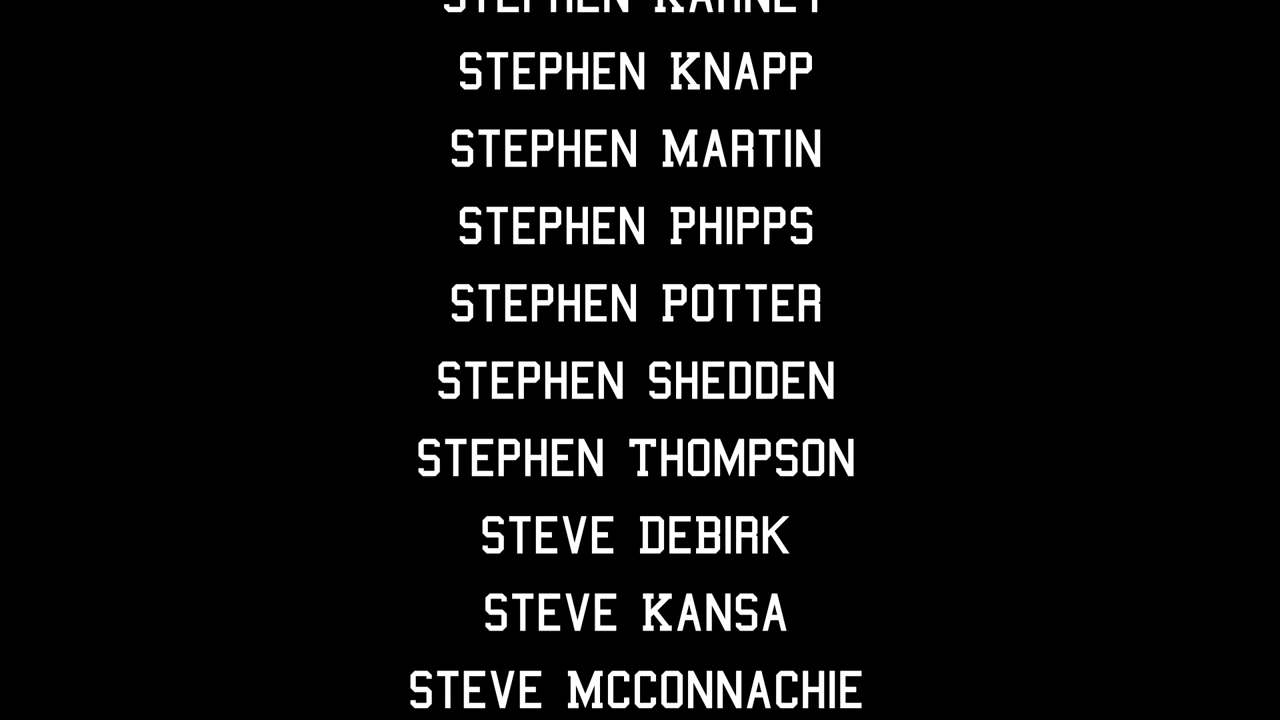 STEPHEN
STEPHEN KNAPP
STEPHEN MARTIN
STEPHEN PHIPPS
STEPHEN POTTER
STEPHEN SHEDDEN
STEPHEN THOMPSON
STEVE DEBIRK
STEVE KANSA
STEVE MCCONNACHIE